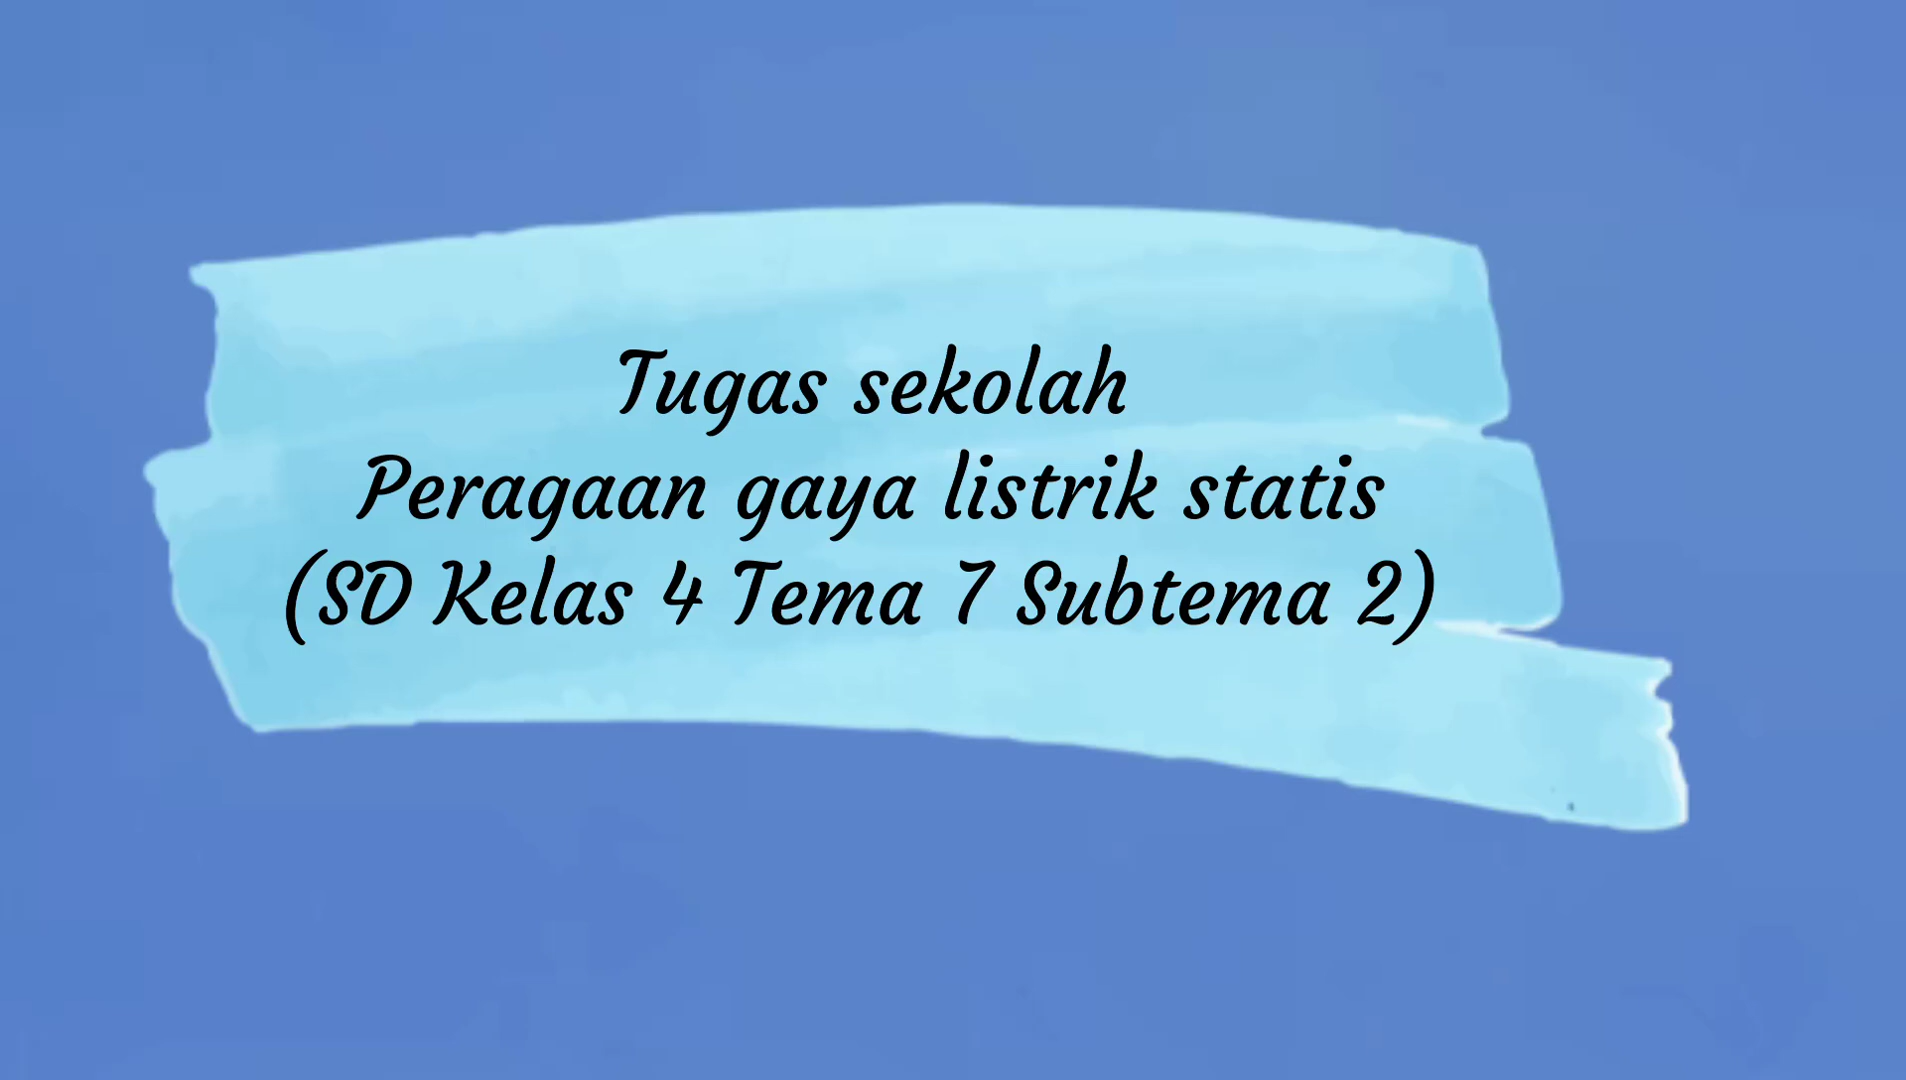 Tugas sekolah
Peragaan gaya listrik statis
(SD Kelas 4 Tema 7 Subtema 2)